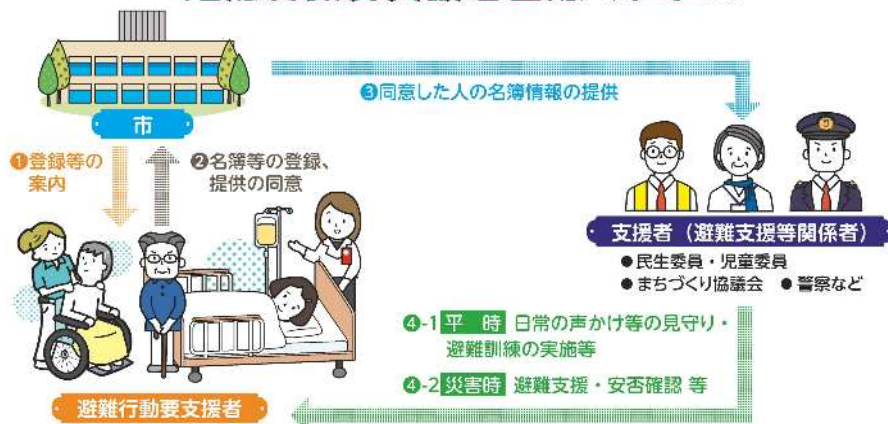 ③同意した人の名簿情報の提供
市
①登録等の
案内
②名簿等の登録、
提供の同意
支援者（避難支援等関係者）
●民生委員・児童委員
●まちづくり協議会 ●警察など
④-1 平 時 日常の声かけ等の見守り・
避難訓練の実施等
④-2 災害時 避難支援・安否確認 等
避難行動要支援者